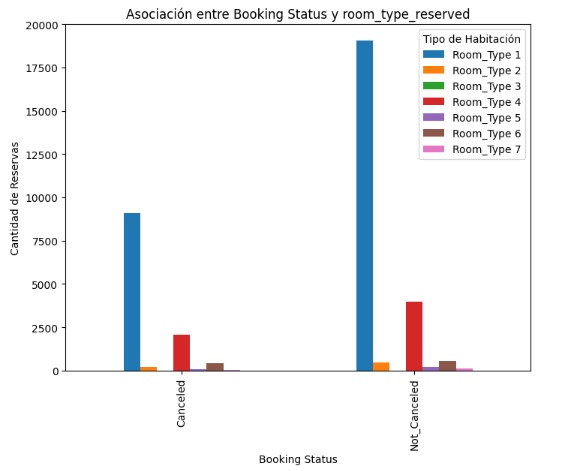 Asociación entre Booking Status y room_type_reserved
Cantidad de Reservas
20000
17500
15000
12500
10000
7500
5000
2500
0
Tipo de Habitación
Room_Type 1
Room_Type 2
Room_Type 3
Room_Type 4
Room_Type 5
Room_Type 6
Room_Type 7
Canceled
Not_Canceled
Booking Status